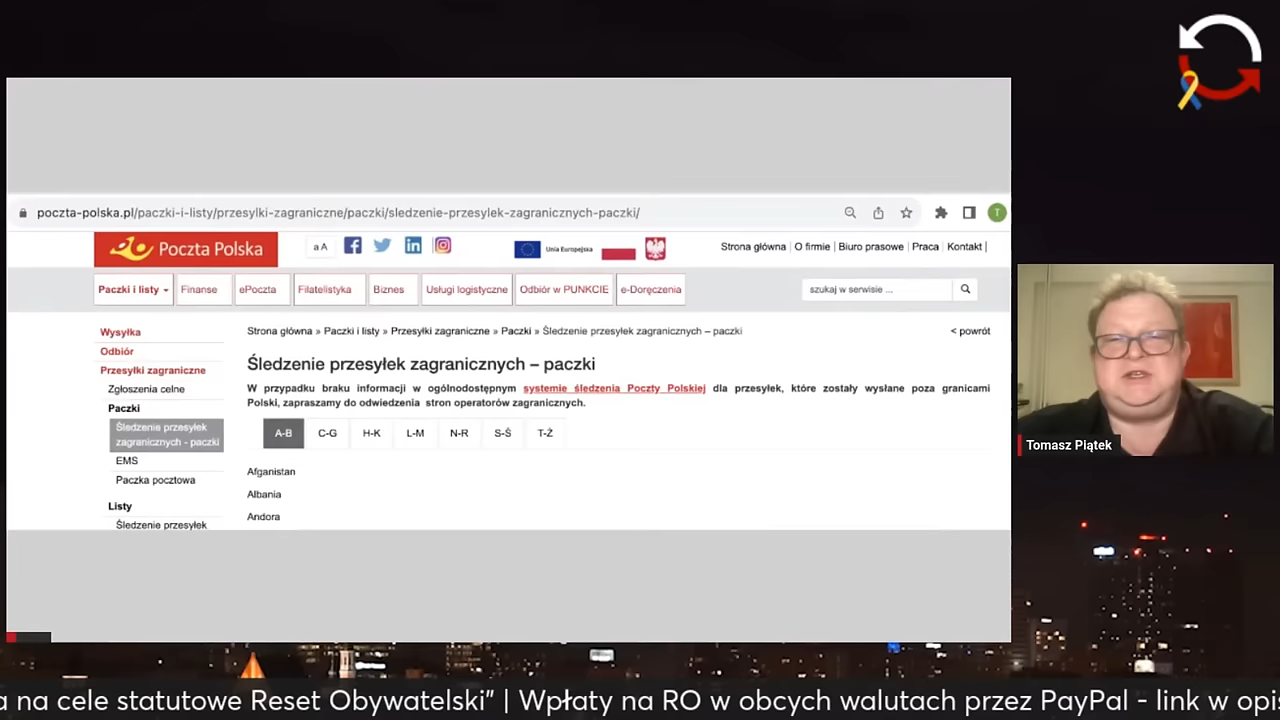 poczta-polska.pl/paczki-i-listy/przesylki-zagraniczne/paczki/sledzenie-przesylek-zagranicznych-paczki/
T
Poczta Polska
a A
Unia Europejska
Strona główna | O firmie | Biuro prasowe | Praca | Kontakt |
Paczki i listy
Finanse
ePoczta
Filatelistyka
Biznes
Usługi logistyczne
Odbiór w PUNKCIE
e-Doręczenia
szukaj w serwisie ...
Wysyłka
Odbiór
Przesyłki zagraniczne
Zgłoszenia celne
Paczki
Śledzenie przesyłek
zagranicznych - paczki
EMS
Paczka pocztowa
Listy
Śledzenie przesyłek
Strona główna » Paczki i listy » Przesyłki zagraniczne » Paczki » Śledzenie przesyłek zagranicznych – paczki
< powrót
Śledzenie przesyłek zagranicznych – paczki
W przypadku braku informacji w ogólnodostępnym systemie śledzenia Poczty Polskiej dla przesyłek, które zostały wysłane poza granicami
Polski, zapraszamy do odwiedzenia stron operatorów zagranicznych.
A-B
C-G
H-K
L-M
N-R
S-Ś
T-Ż
Afganistan
Albania
Andora
Tomasz Piątek
a na cele statutowe Reset Obywatelski” | Wpłaty na RO w obcych walutach przez PayPal - link w opis